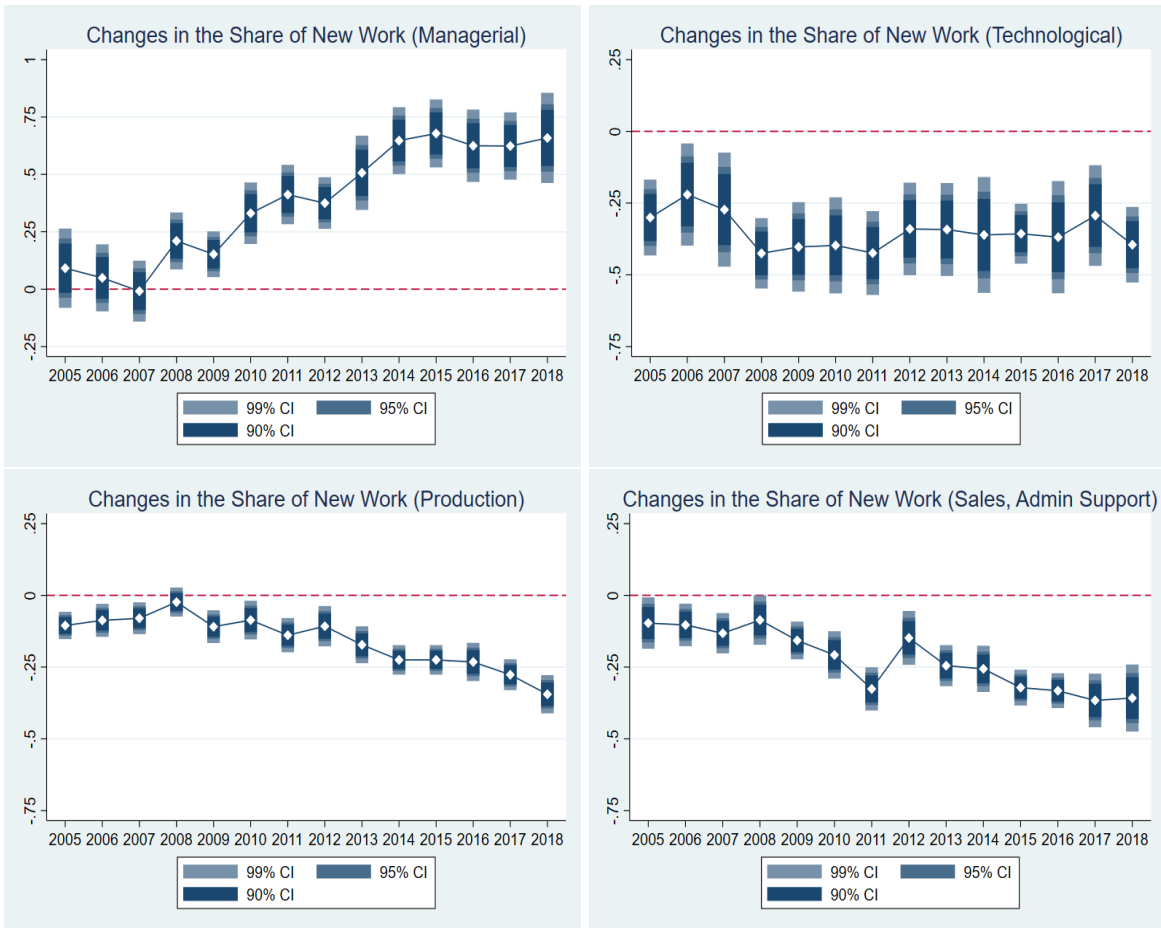 Changes in the Share of New Work (Managerial)
1
.75
.5
.25
0
-.25
2005 2006 2007 2008 2009 2010 2011 2012 2013 2014 2015 2016 2017 2018
99% CI 95% CI
90% CI
Changes in the Share of New Work (Technological)
.25
0
-.25
-.5
-.75
2005 2006 2007 2008 2009 2010 2011 2012 2013 2014 2015 2016 2017 2018
99% CI 95% CI
90% CI
Changes in the Share of New Work (Production)
.25
0
-.25
-.5
-.75
2005 2006 2007 2008 2009 2010 2011 2012 2013 2014 2015 2016 2017 2018
99% CI 95% CI
90% CI
Changes in the Share of New Work (Sales, Admin Support)
.25
0
-.25
-.5
-.75
2005 2006 2007 2008 2009 2010 2011 2012 2013 2014 2015 2016 2017 2018
99% CI 95% CI
90% CI